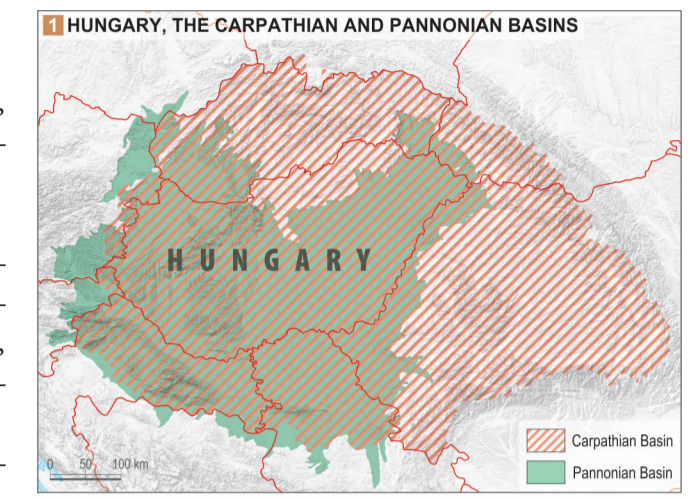 1 HUNGARY, THE CARPATHIAN AND PANNONIAN BASINS
HUNGARY
0 50 100 km
Carpathian Basin
Pannonian Basin